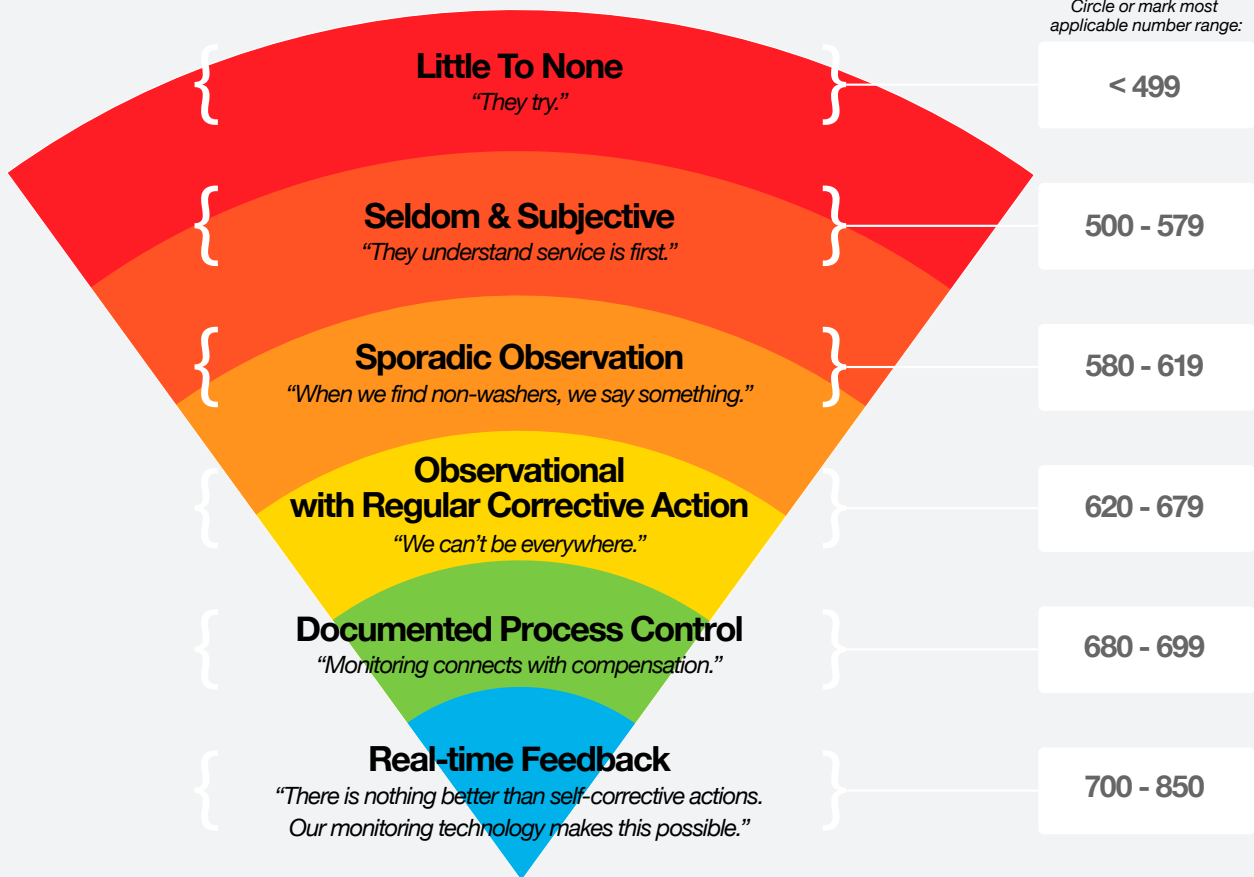 Circle or mark most
applicable number range:
Little To None
“They try.”
< 499
Seldom & Subjective
“They understand service is first.”
500 - 579
Sporadic Observation
“When we find non-washers, we say something.”
580 - 619
Observational
with Regular Corrective Action
“We can’t be everywhere.”
620 - 679
Documented Process Control
“Monitoring connects with compensation.”
680 - 699
Real-time Feedback
“There is nothing better than self-corrective actions.
Our monitoring technology makes this possible.”
700 - 850